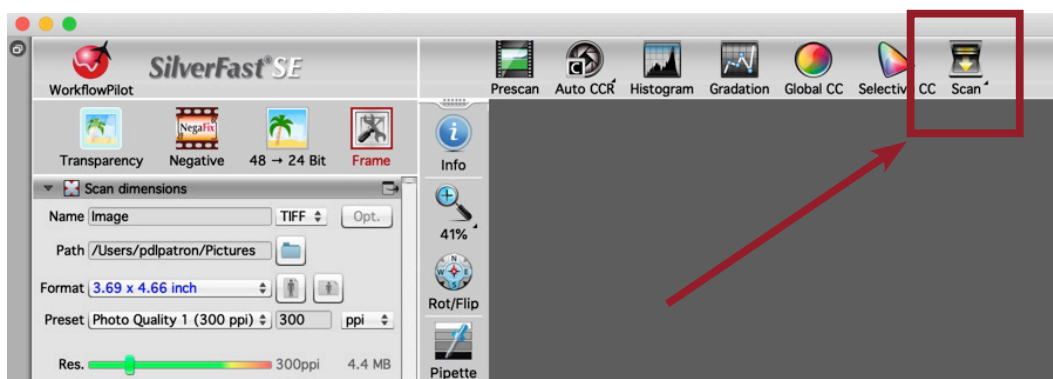 SilverFast® SE
WorkflowPilot
Prescan Auto CCR Histogram Gradation Global CC Selective CC Scan
NegaFix
Transparency Negative 48 → 24 Bit Frame
Info
Scan dimensions
Name Image TIFF Opt.
41%
Path /Users/pdlpatron/Pictures
N
W E
S
Format 3.69 x 4.66 inch
Rot/Flip
Preset Photo Quality 1 (300 ppi) 300 ppi
Res. 300ppi 4.4 MB
Pipette